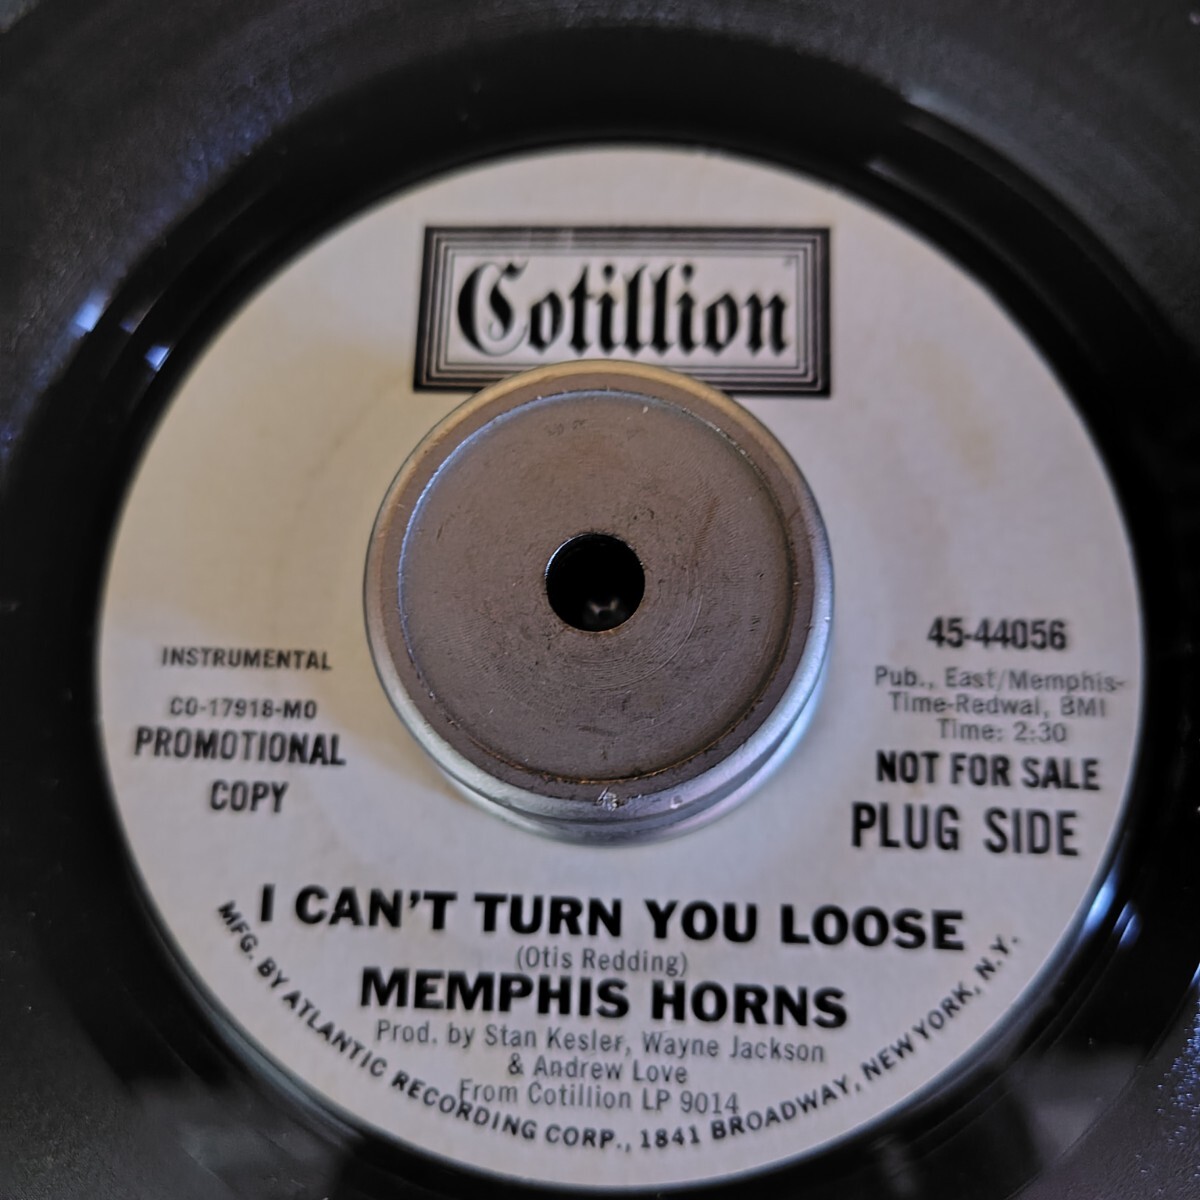 Cotillion
INSTRUMENTAL
CO-17918-MO
PROMOTIONAL
COPY
45-44056
Pub., East/Memphis-
Time-Redwal, BMI
Time: 2:30
NOT FOR SALE
PLUG SIDE
I CAN'T TURN YOU LOOSE
(Otis Redding)
MEMPHIS HORNS
Prod. by Stan Kesler, Wayne Jackson
& Andrew Love
From Cotillion LP 9014
MFG. BY ATLANTIC RECORDING CORP., 1841 BROADWAY, NEW YORK, N.Y.